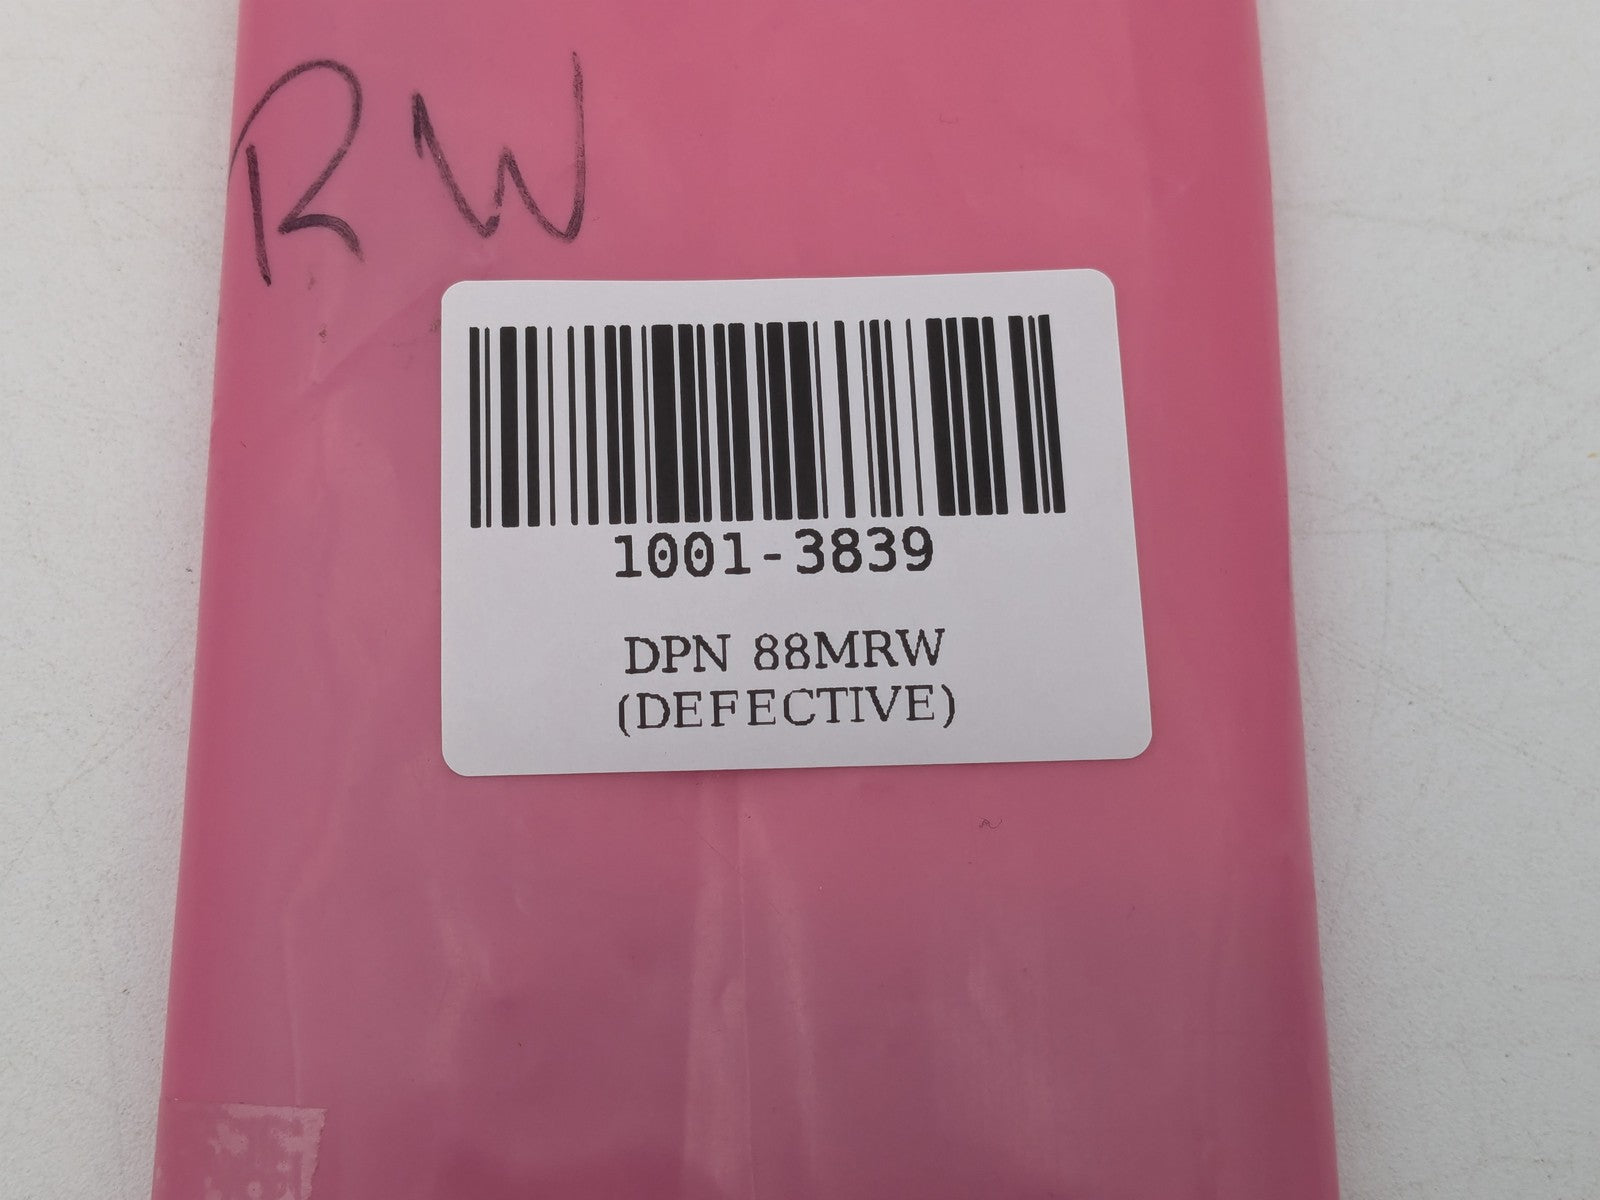 RW
1001-3839
DPN 88MRW
(DEFECTIVE)